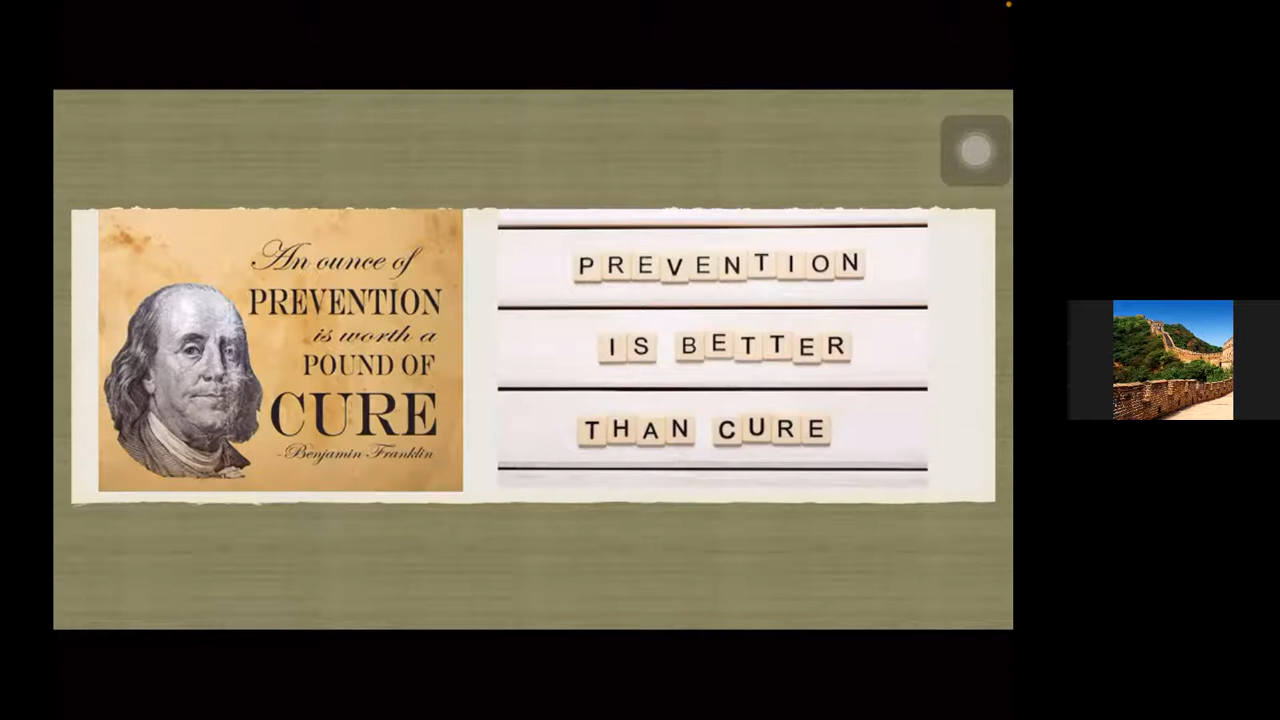 An ounce of
PREVENTION
is worth a
POUND OF
CURE
-Benjamin Franklin
PREVENTION
IS BETTER
THAN CURE